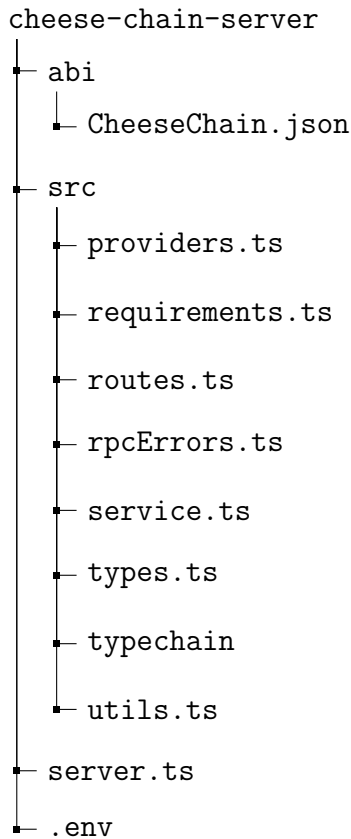 cheese-chain-server
abi
CheeseChain.json
src
providers.ts
requirements.ts
routes.ts
rpcErrors.ts
service.ts
types.ts
typechain
utils.ts
server.ts
.env